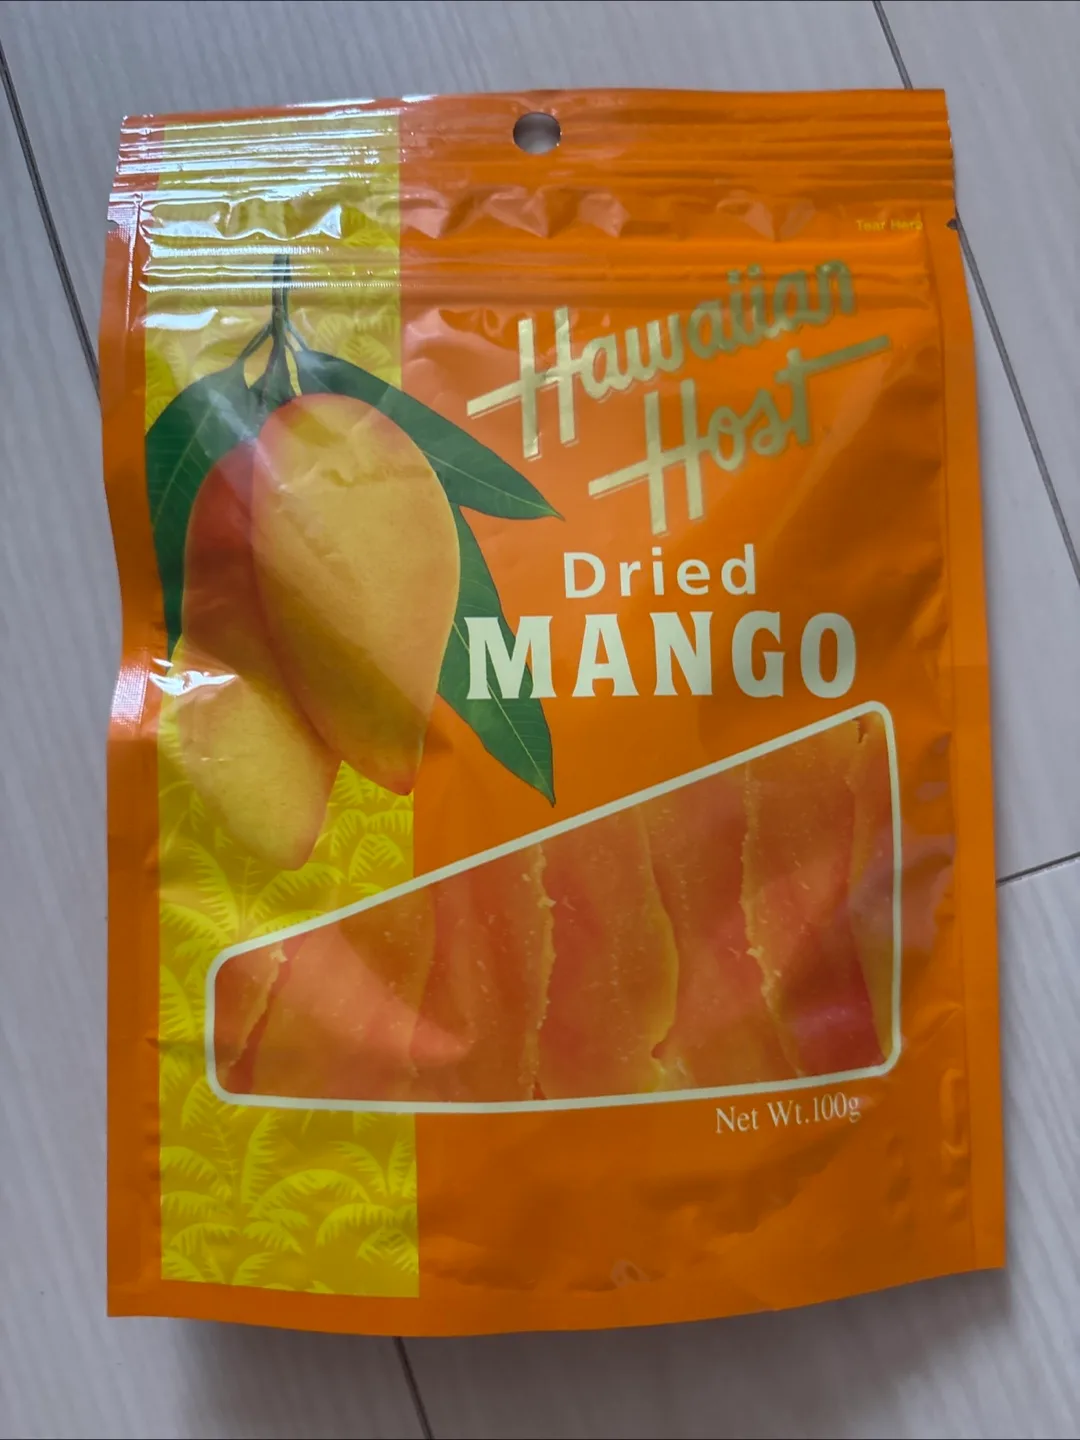 Tear Here
Hawaiian
Host
Dried
MANGO
Net Wt.100g